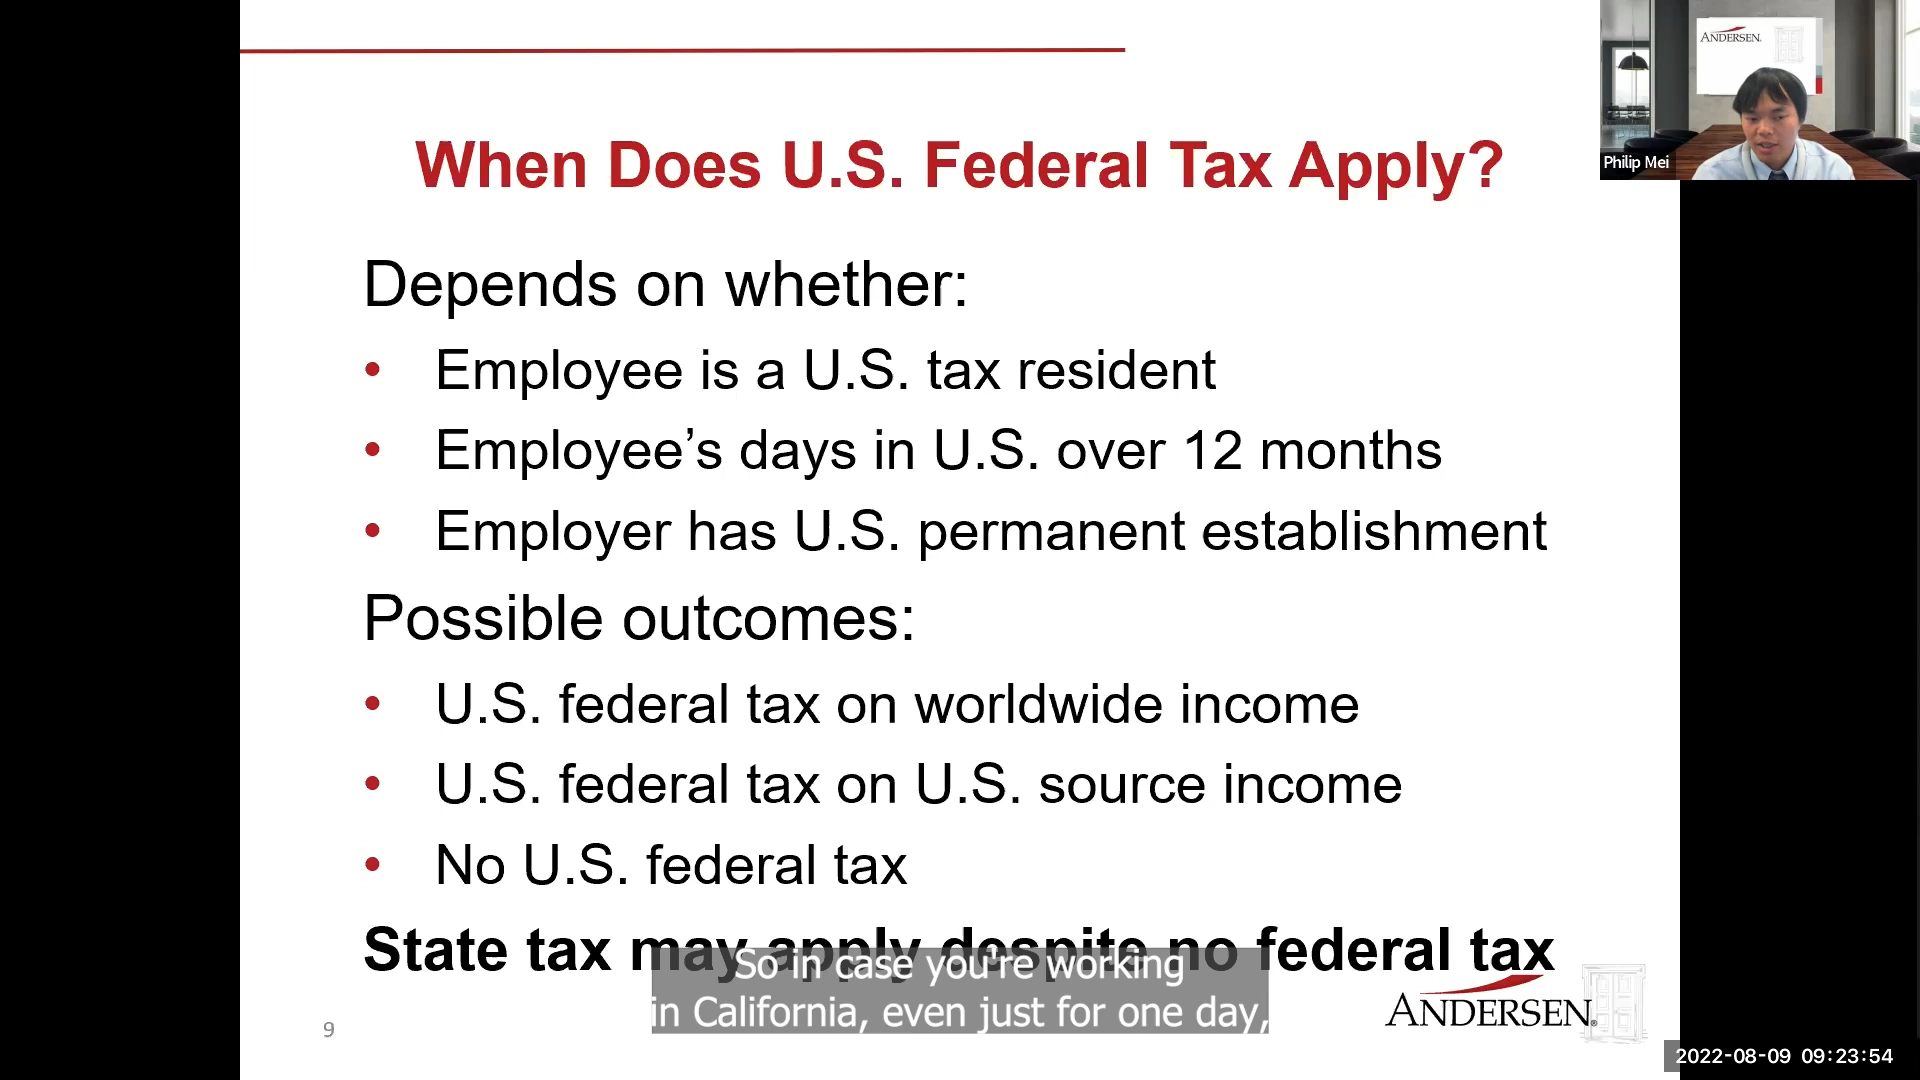 ANDERSEN®
Philip Mei
When Does U.S. Federal Tax Apply?
Depends on whether:
• Employee is a U.S. tax resident
• Employee’s days in U.S. over 12 months
• Employer has U.S. permanent establishment
Possible outcomes:
• U.S. federal tax on worldwide income
• U.S. federal tax on U.S. source income
• No U.S. federal tax
State tax may apply despite no federal tax
So in case you're working
in California, even just for one day,
ANDERSEN®
9
2022-08-09 09:23:54